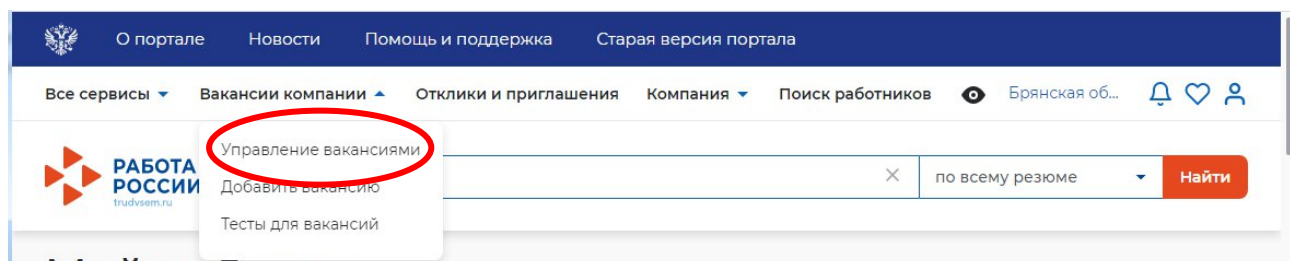 О портале Новости Помощь и поддержка Старая версия портала
Все сервисы Вакансии компании Отклики и приглашения Компания Поиск работников Брянская об...
Управление вакансиями
РАБОТА
РОССИИ
trudvsem.ru
Добавить вакансию
Тесты для вакансий
по всему резюме Найти